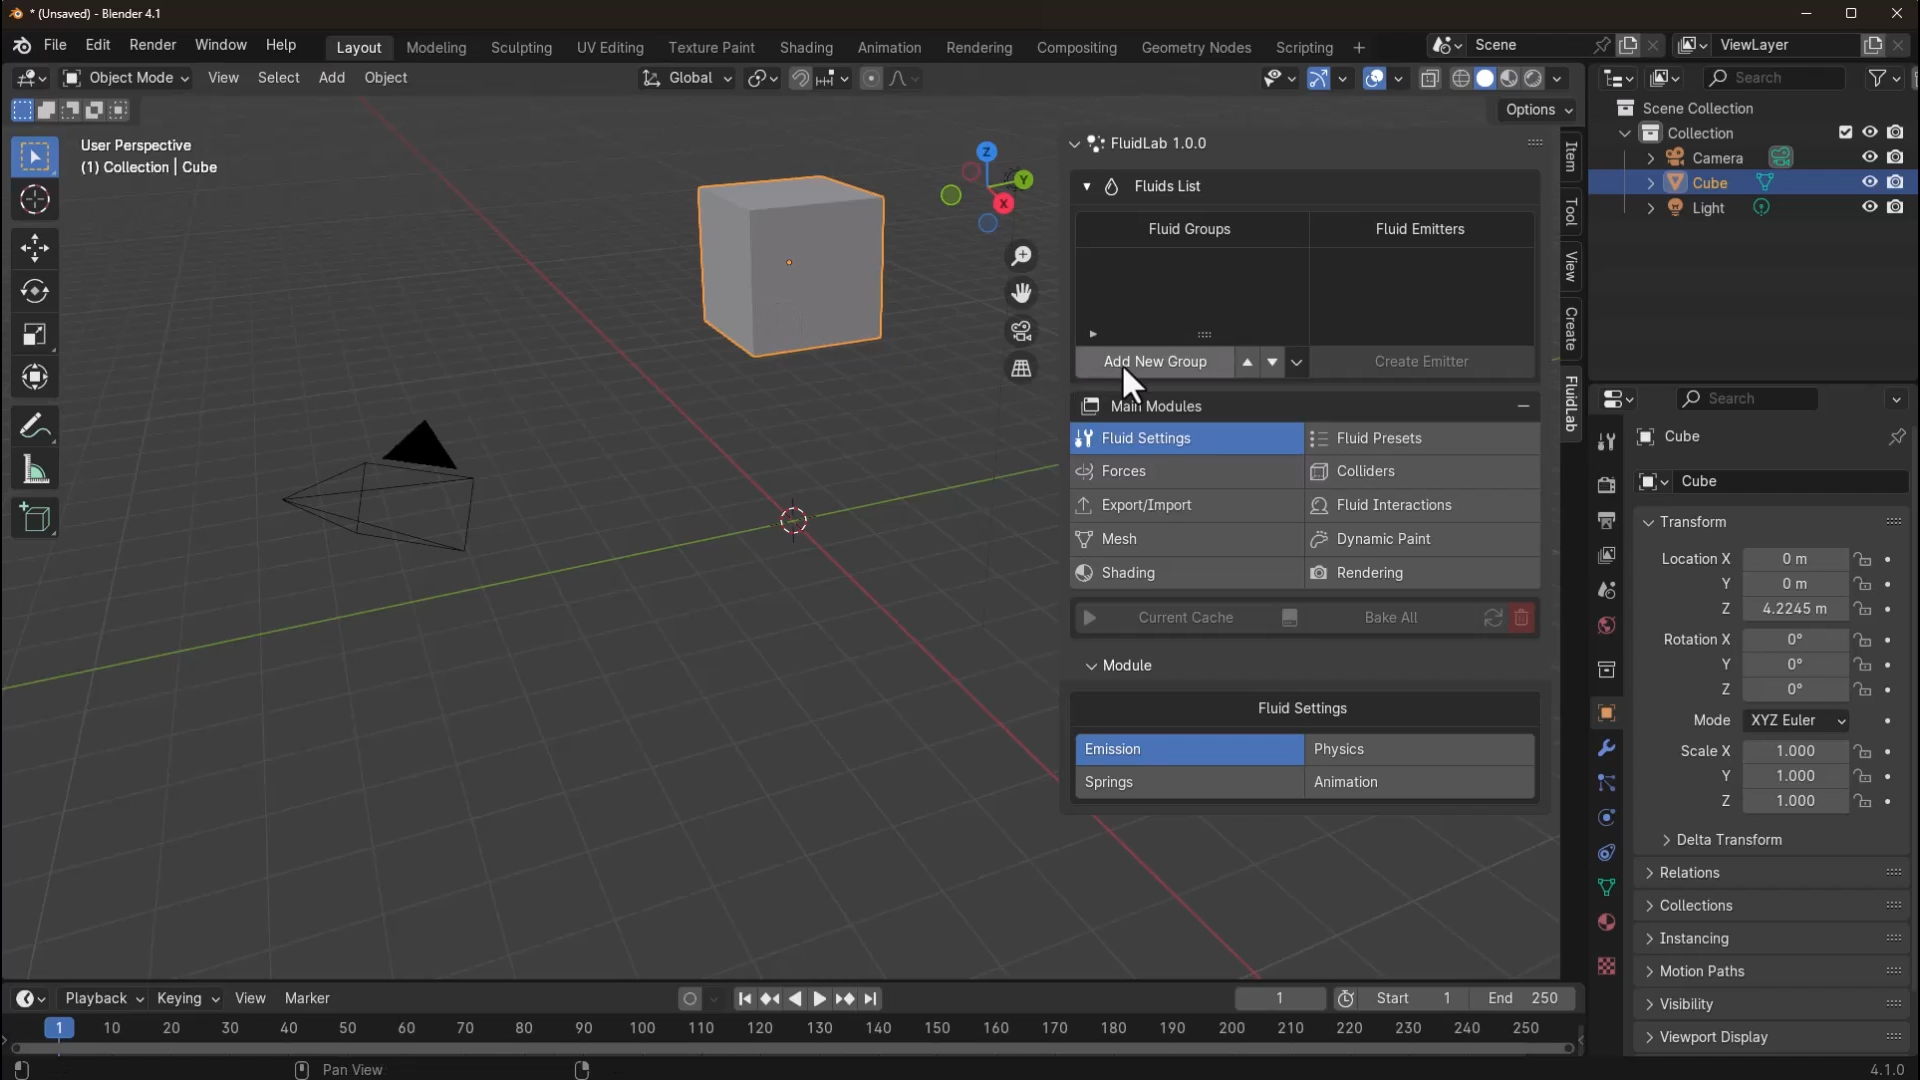 * (Unsaved) - Blender 4.1
File Edit Render Window Help Layout Modeling Sculpting UV Editing Texture Paint Shading Animation Rendering Compositing Geometry Nodes Scripting + Scene ViewLayer
Object Mode View Select Add Object Global Search
Options
User Perspective
(1) Collection | Cube
Z
Y
X
FluidLab 1.0.0
Fluids List
Fluid Groups Fluid Emitters
Add New Group Create Emitter
Main Modules
Fluid Settings Fluid Presets
Forces Colliders
Export/Import Fluid Interactions
Mesh Dynamic Paint
Shading Rendering
Current Cache Bake All
Module
Fluid Settings
Emission Physics
Springs Animation
Item
Tool
View
Create
FluidLab
Scene Collection
Collection
Camera
Cube
Light
Search
Cube
Cube
Transform
Location X 0 m
Y 0 m
Z 4.2245 m
Rotation X 0°
Y 0°
Z 0°
Mode XYZ Euler
Scale X 1.000
Y 1.000
Z 1.000
Delta Transform
Relations
Collections
Instancing
Motion Paths
Visibility
Viewport Display
Playback Keying View Marker 1 Start 1 End 250
1 10 20 30 40 50 60 70 80 90 100 110 120 130 140 150 160 170 180 190 200 210 220 230 240 250
Pan View 4.1.0